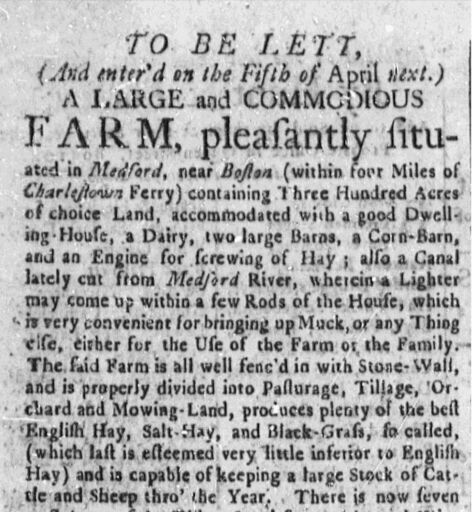 TO BE LETT,
(And enter'd on the Fifth of April next.)
A LARGE and COMMODIOUS
FARM, pleaſantly ſitu-
ated in Medford, near Boſton (within four Miles of
Charleſtown Ferry) containing Three Hundred Acres
of choice Land, accommodated with a good Dwell-
ing-Houſe, a Dairy, two large Barns, a Corn-Barn,
and an Engine for ſcrewing of Hay; alſo a Canal
lately cut from Medford River, wherein a Lighter
may come up within a few Rods of the Houſe, which
is very convenient for bringing up Muck, or any Thing
elſe, either for the Uſe of the Farm or the Family.
The ſaid Farm is all well fenc'd in with Stone-Wall,
and is properly divided into Paſturage, Tillage, Or-
chard and Mowing-Land, produces plenty of the beſt
Engliſh Hay, Salt-Hay, and Black-Graſs, ſo called,
(which laſt is eſteemed very little inferior to Engliſh
Hay) and is capable of keeping a large Stock of Cat-
tle and Sheep thro' the Year. There is now ſeven